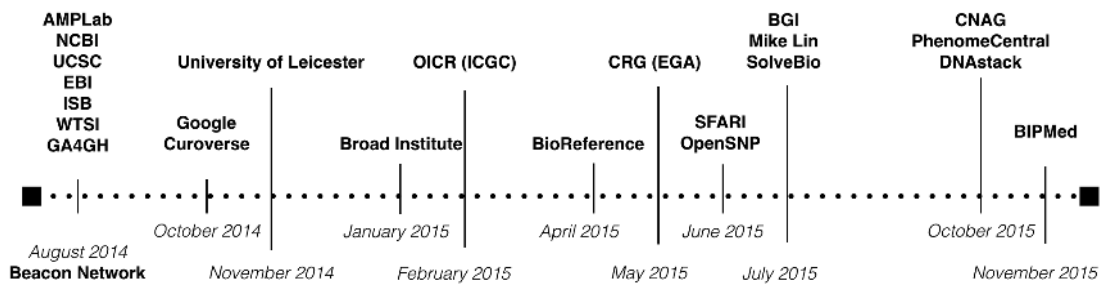 AMPLab
NCBI
UCSC
EBI
ISB
WTSI
GA4GH
August 2014
Beacon Network
Google
Curoverse
October 2014
University of Leicester
November 2014
Broad Institute
January 2015
OICR (ICGC)
February 2015
BioReference
April 2015
CRG (EGA)
May 2015
SFARI
OpenSNP
June 2015
BGI
Mike Lin
SolveBio
July 2015
CNAG
PhenomeCentral
DNAstack
October 2015
BIPMed
November 2015